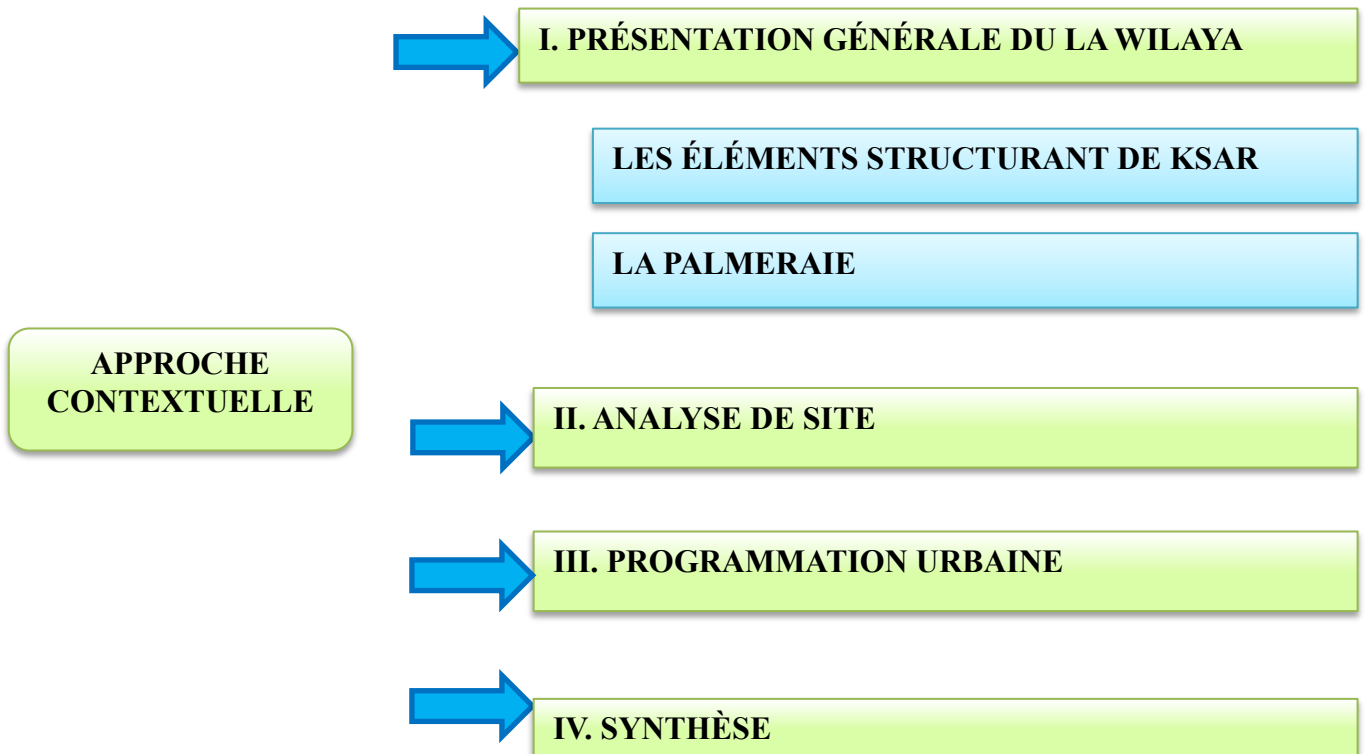 I. PRÉSENTATION GÉNÉRALE DU LA WILAYA
LES ÉLÉMENTS STRUCTURANT DE KSAR
LA PALMERAIE
APPROCHE
CONTEXTUELLE
II. ANALYSE DE SITE
III. PROGRAMMATION URBAINE
IV. SYNTHÈSE